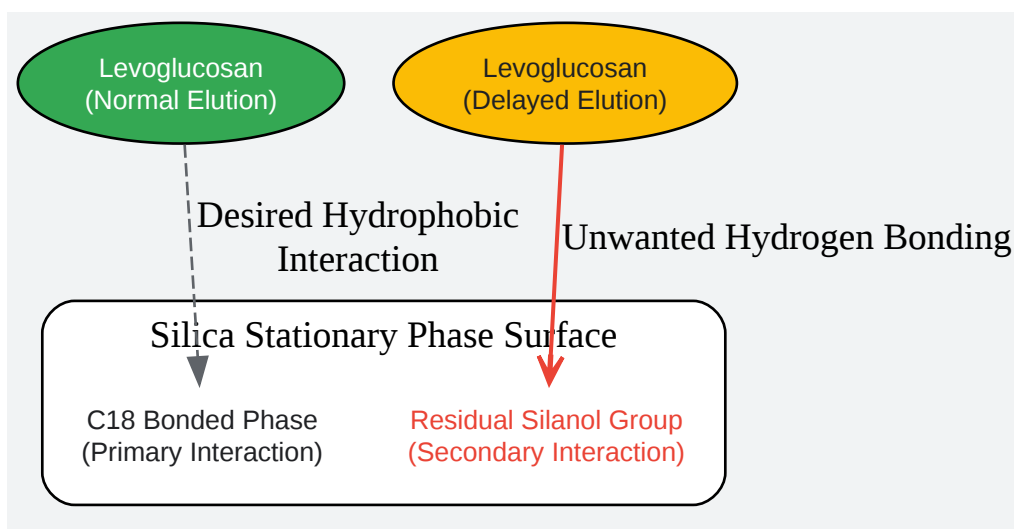 Levoglucosan
(Normal Elution)
Levoglucosan
(Delayed Elution)
Desired Hydrophobic
Interaction
Unwanted Hydrogen Bonding
Silica Stationary Phase Surface
C18 Bonded Phase
(Primary Interaction)
Residual Silanol Group
(Secondary Interaction)